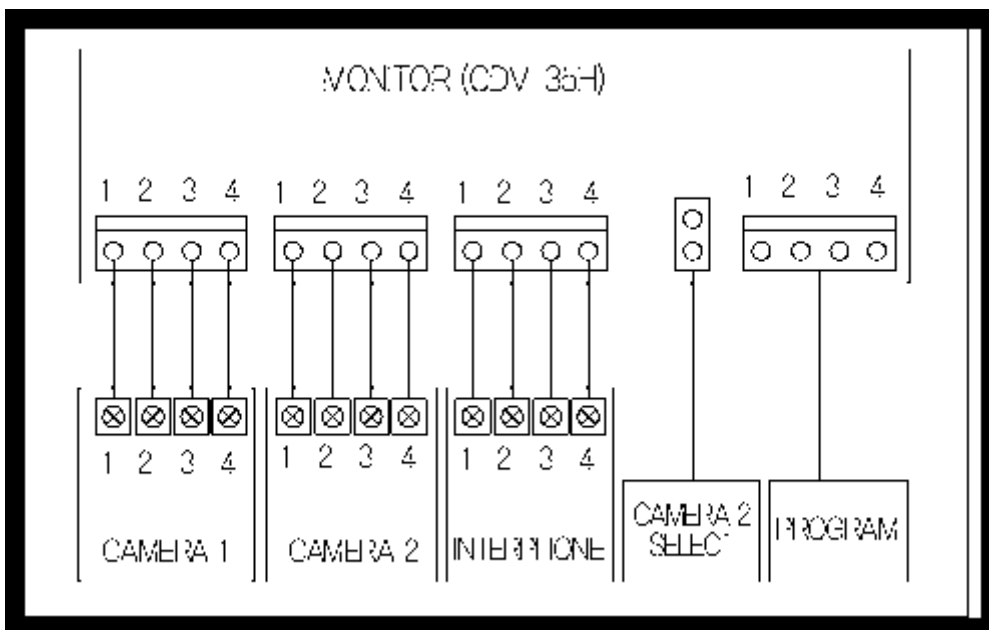 MONITOR (CDV 35H)
1 2 3 4 1 2 3 4 1 2 3 4 1 2 3 4
1 2 3 4 1 2 3 4 1 2 3 4
CAMERA 1
CAMERA 2
INTERPHONE
CAMERA 2
SELECT
PROGRAM